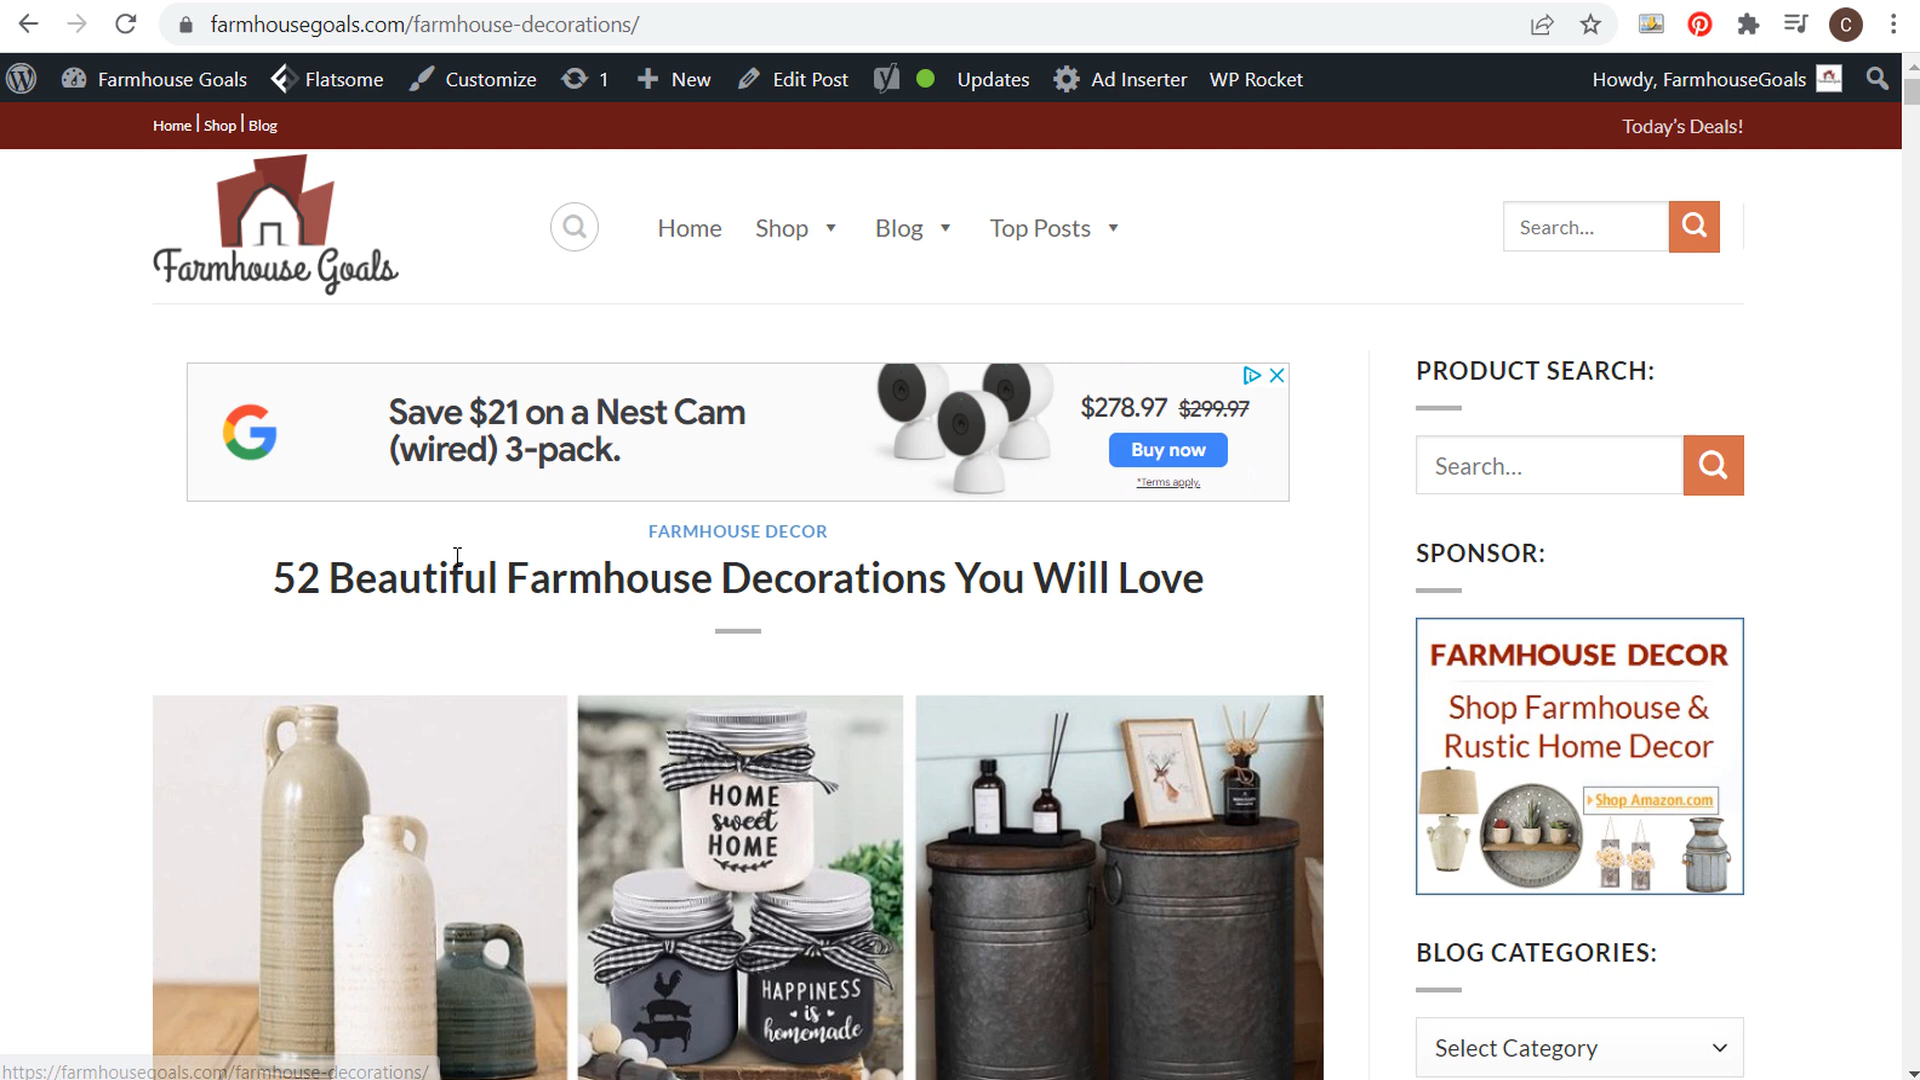 farmhousegoals.com/farmhouse-decorations/
C
Farmhouse Goals Flatsome Customize 1 New Edit Post Updates Ad Inserter WP Rocket Howdy, FarmhouseGoals
Home | Shop | Blog Today's Deals!
Farmhouse Goals
Home Shop Blog Top Posts
Search...
Save $21 on a Nest Cam
(wired) 3-pack.
$278.97 $299.97
Buy now
*Terms apply.
FARMHOUSE DECOR
52 Beautiful Farmhouse Decorations You Will Love
HOME
sweet
HOME
HAPPINESS
is
homemade
PRODUCT SEARCH:
Search...
SPONSOR:
FARMHOUSE DECOR
Shop Farmhouse &
Rustic Home Decor
Shop Amazon.com
BLOG CATEGORIES:
Select Category
https://farmhousegoals.com/farmhouse-decorations/